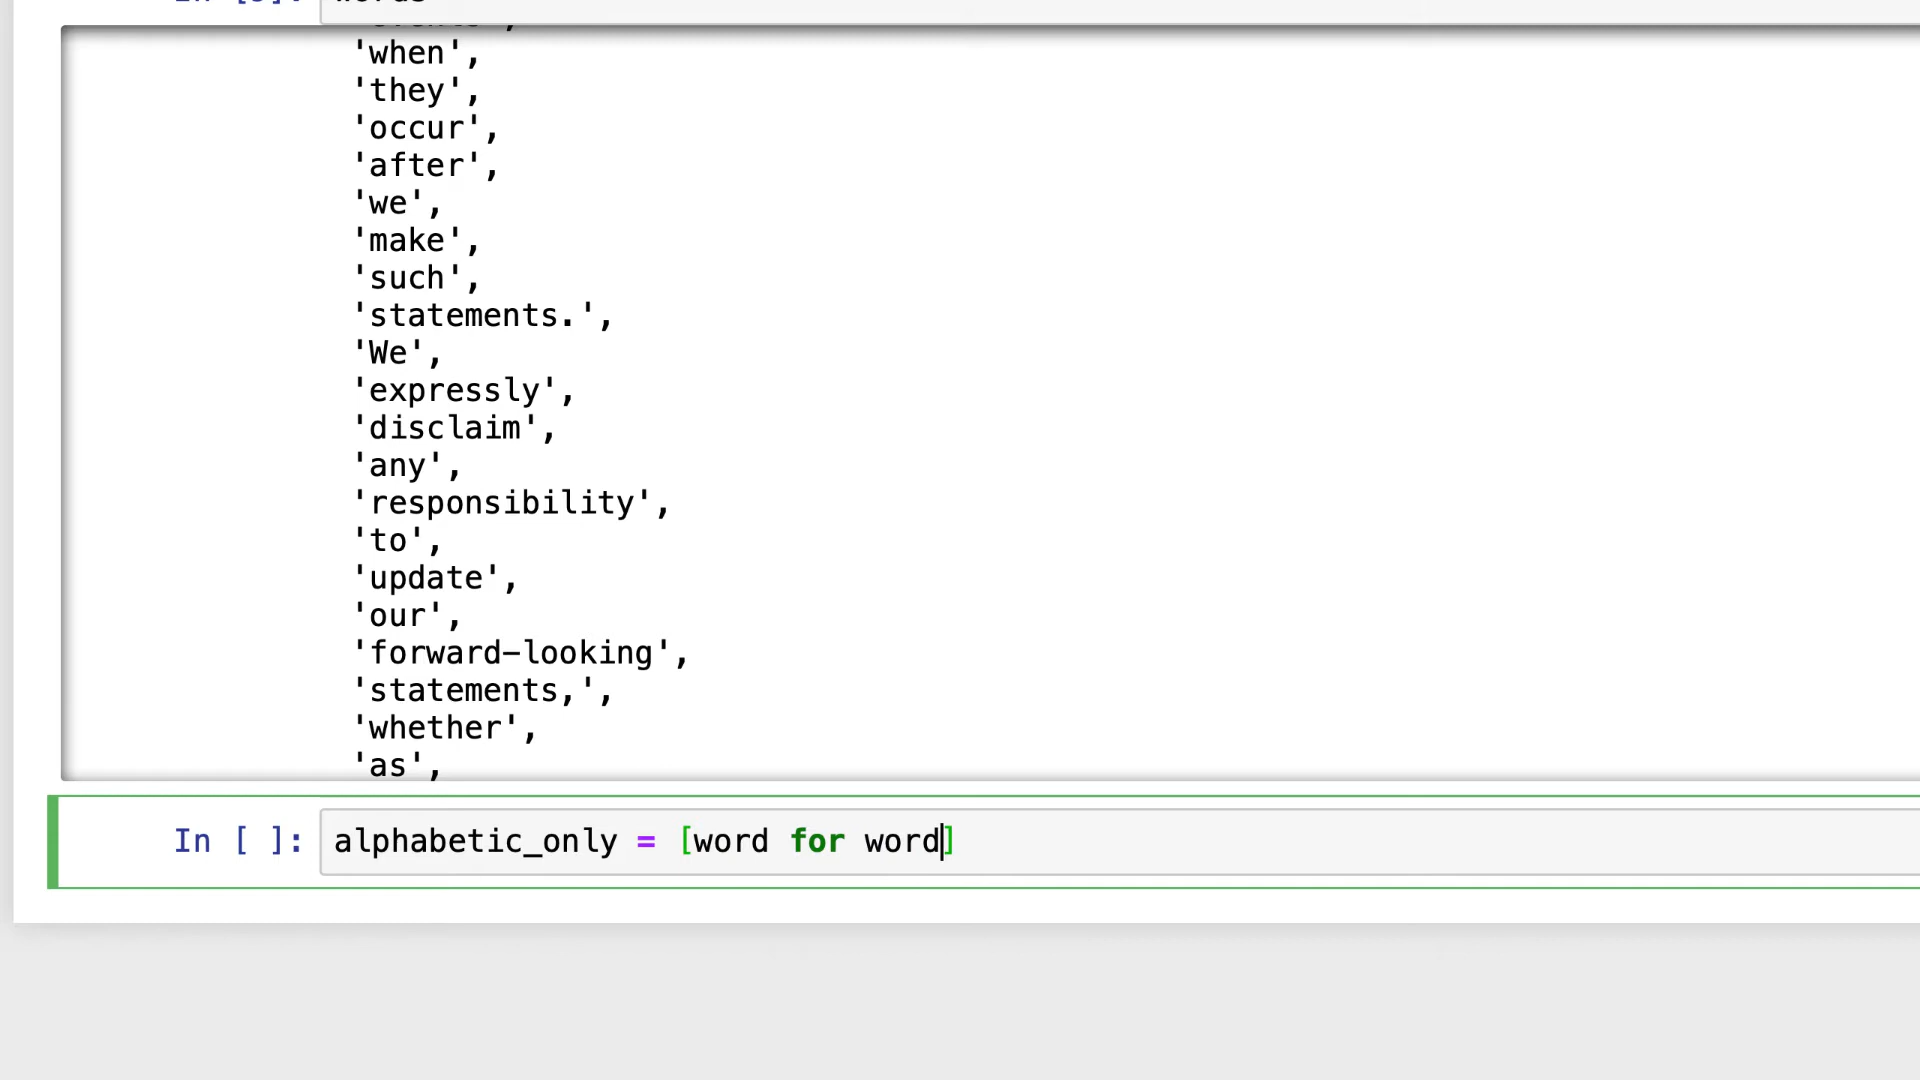 'when',
'they',
'occur',
'after',
'we',
'make',
'such',
'statements.',
'We',
'expressly',
'disclaim',
'any',
'responsibility',
'to',
'update',
'our',
'forward-looking',
'statements,',
'whether',
'as',
In [ ]: alphabetic_only = [word for word]